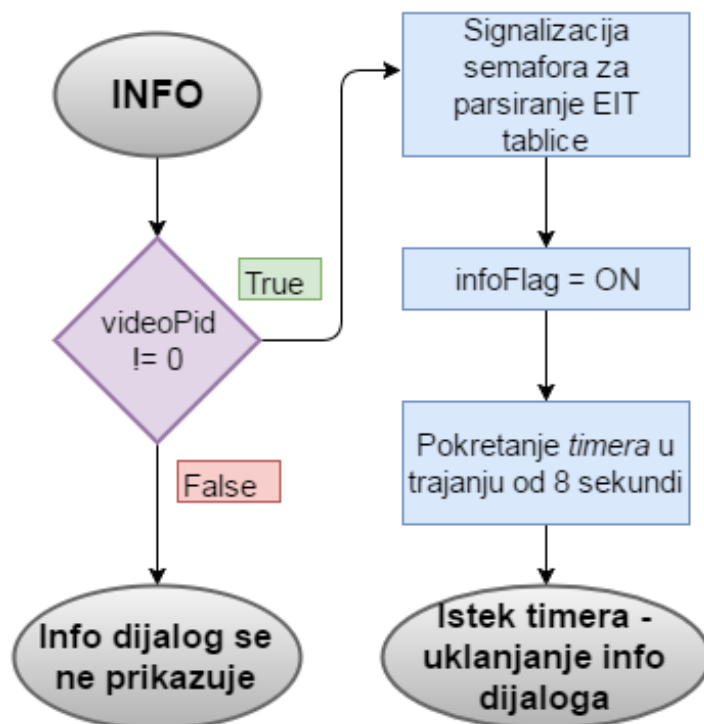 INFO
videoPid
!= 0
True
False
Info dijalog se
ne prikazuje
Signalizacija
semafora za
parsiranje EIT
tablice
infoFlag = ON
Pokretanje timera u
trajanju od 8 sekundi
Istek timera -
uklanjanje info
dijaloga